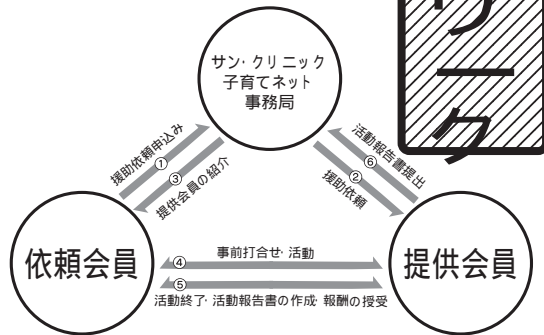 ワーク
サン・クリニック
子育てネット
事務局
援助依頼申込み
①
③
提供会員の紹介
活動報告書提出
⑥
②
援助依頼
依頼会員
提供会員
④
事前打合せ・活動
⑤
活動終了・活動報告書の作成・報酬の授受